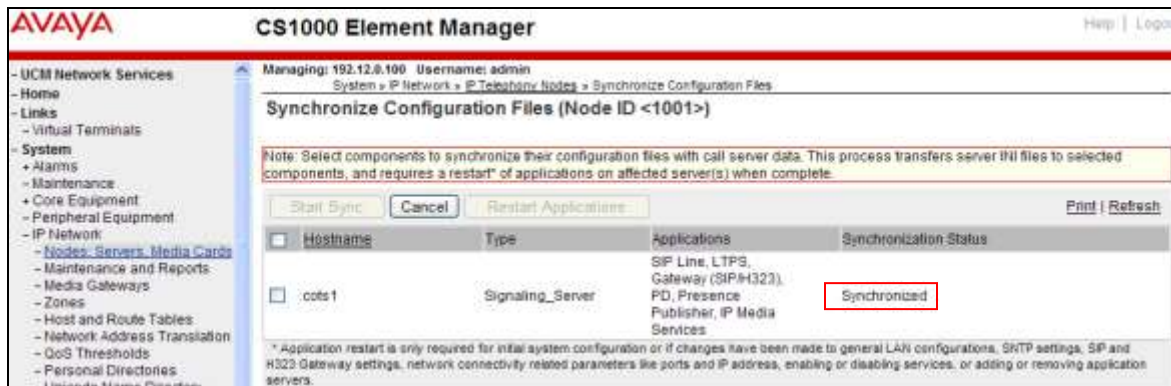 AVAYA
CS1000 Element Manager
Help | Logo
- UCM Network Services
- Home
- Links
- Virtual Terminals
- System
+ Alarms
- Maintenance
+ Core Equipment
- Peripheral Equipment
- IP Network
- Nodes, Servers, Media Cards
- Maintenance and Reports
- Media Gateways
- Zones
- Host and Route Tables
- Network Address Translation
- QoS Thresholds
- Personal Directories
- Unicode Name Directory
Managing: 192.12.0.100 Username: admin
System » IP Network » IP Telephony Nodes » Synchronize Configuration Files
Synchronize Configuration Files (Node ID <1001>)
Note: Select components to synchronize their configuration files with call server data. This process transfers server INI files to selected
components, and requires a restart* of applications on affected server(s) when complete.
Start Sync Cancel Restart Applications Print | Refresh
Hostname Type Applications Synchronization Status
cots1 Signaling_Server SIP Line, LTPS,
Gateway (SIP/H323),
PD, Presence
Publisher, IP Media
Services
Synchronized
* Application restart is only required for initial system configuration or if changes have been made to general LAN configurations, SNTP settings, SIP and
H323 Gateway settings, network connectivity related parameters like ports and IP address, enabling or disabling services, or adding or removing application
servers.